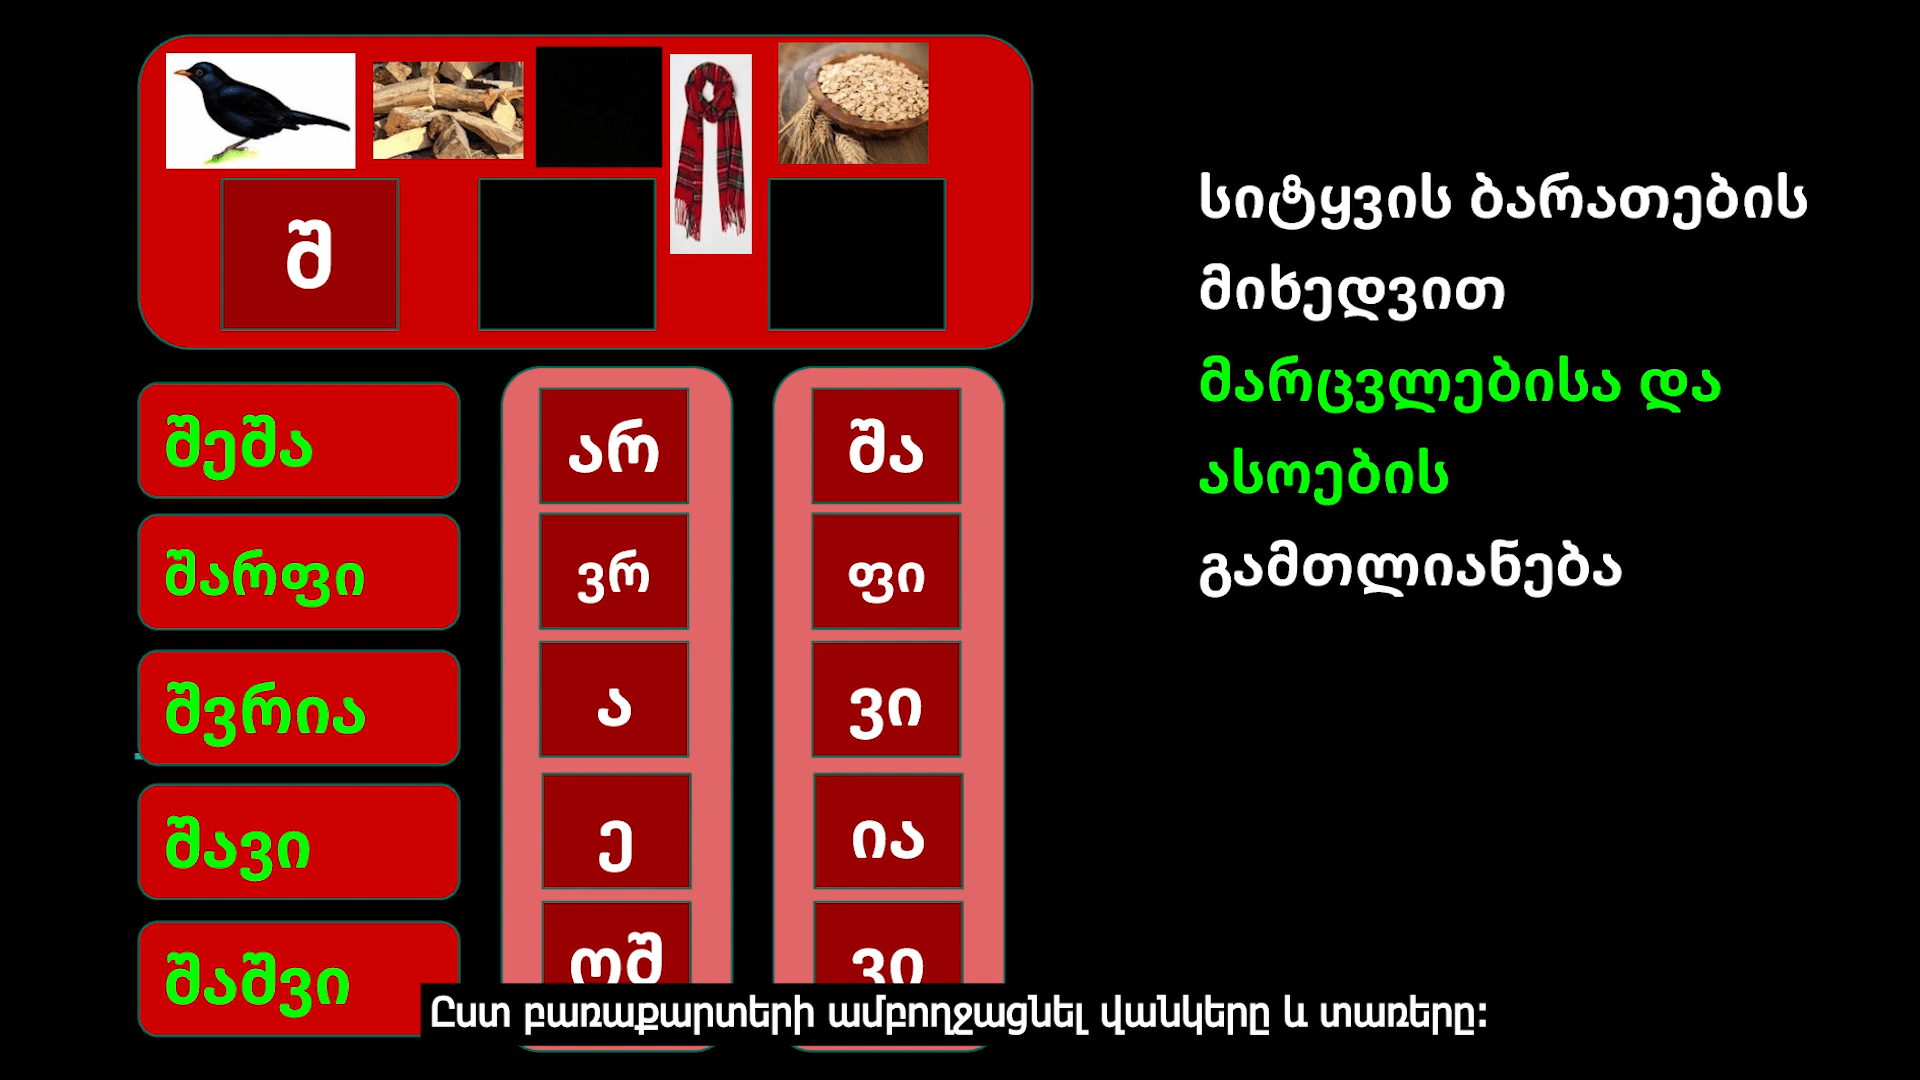 შ
სიტყვის ბარათების
მიხედვით
მარცვლებისა და
ასოების
გამთლიანება
შეშა
არ
შა
შარფი
ვრ
ფი
შვრია
ა
ვი
შავი
ე
ია
შაშვი
ოშ
ვი
Ըստ բառաքարտերի ամբողջացնել վանկերը և տառերը: